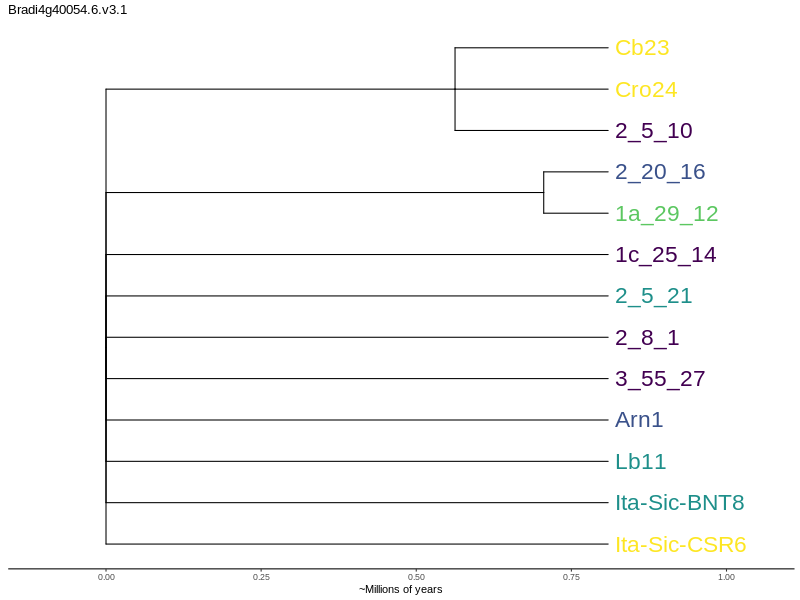 Bradi4g40054.6.v3.1
Cb23
Cro24
2_5_10
2_20_16
1a_29_12
1c_25_14
2_5_21
2_8_1
3_55_27
Arn1
Lb11
Ita-Sic-BNT8
Ita-Sic-CSR6
0.00 0.25 0.50 0.75 1.00
~Millions of years